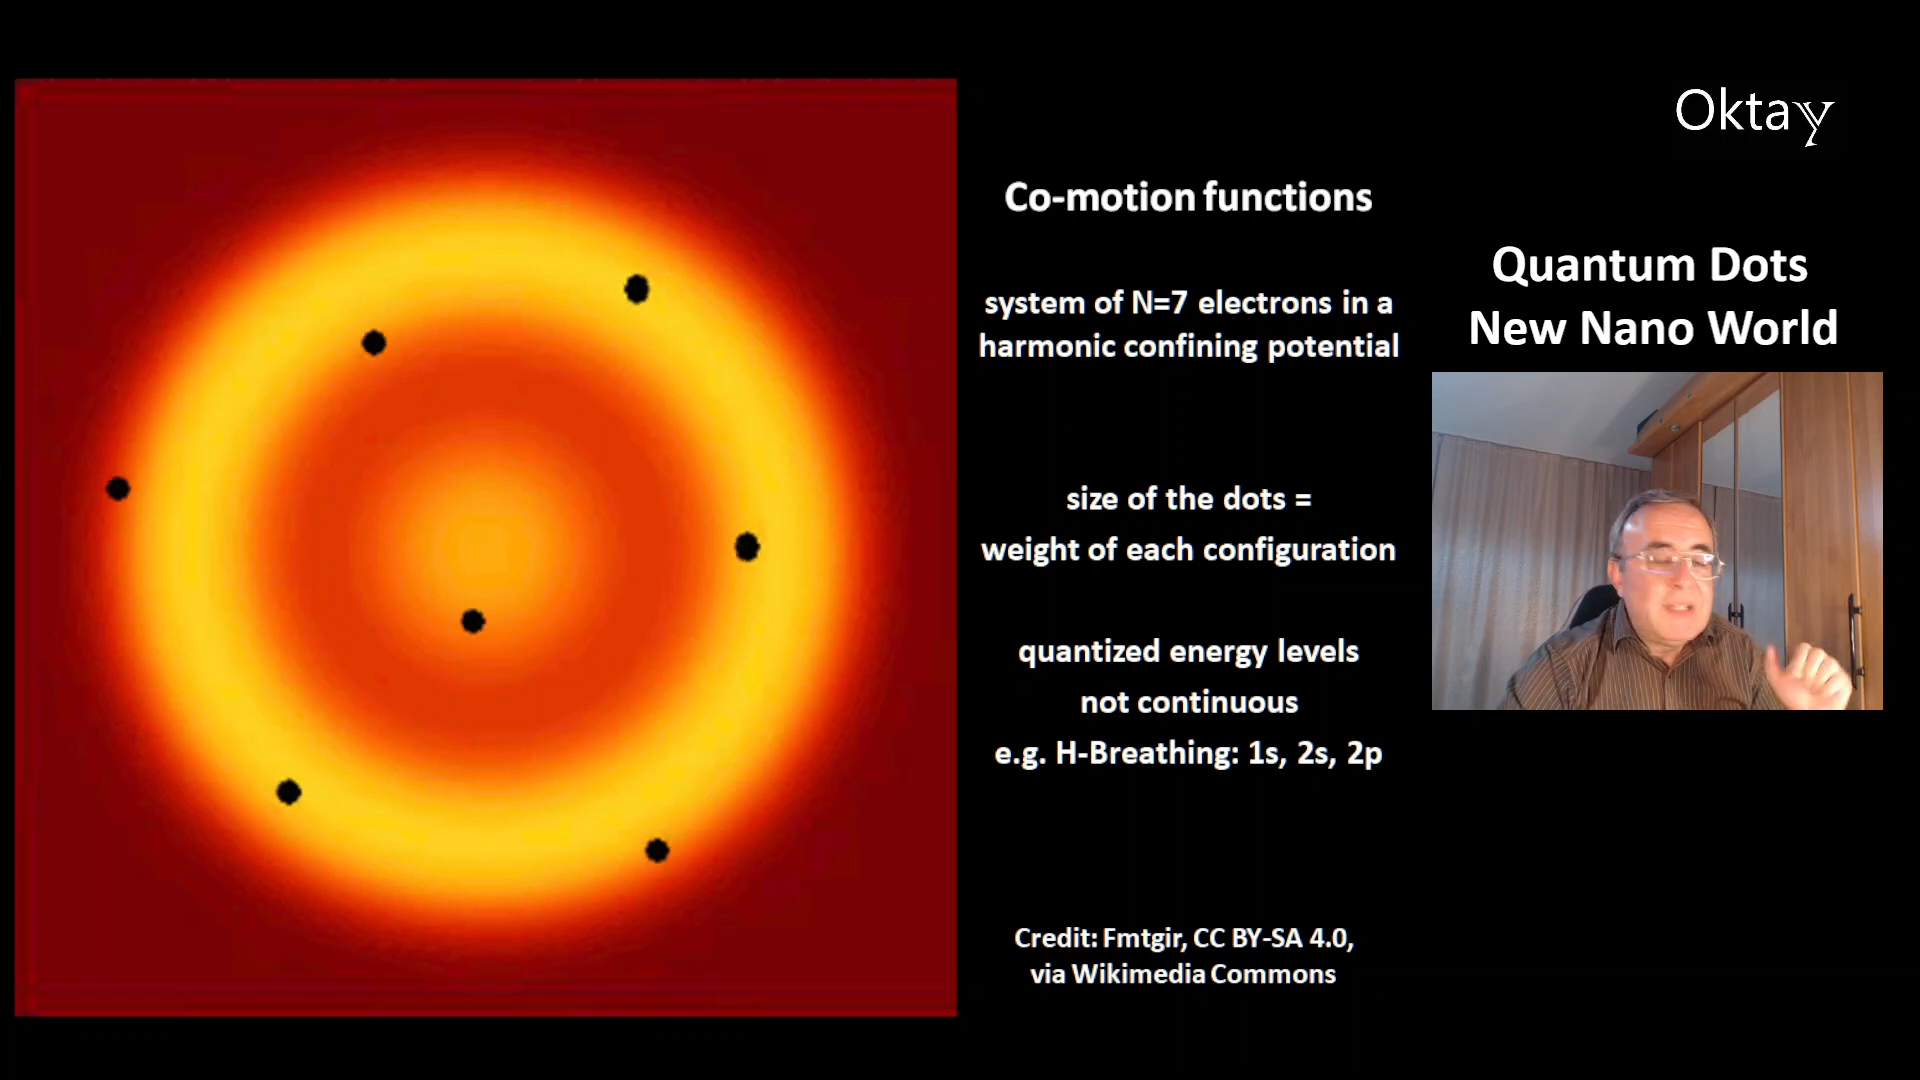 Oktay
Co-motion functions
system of N=7 electrons in a
harmonic confining potential
size of the dots =
weight of each configuration
quantized energy levels
not continuous
e.g. H-Breathing: 1s, 2s, 2p
Credit: Fmtgir, CC BY-SA 4.0,
via Wikimedia Commons
Quantum Dots
New Nano World